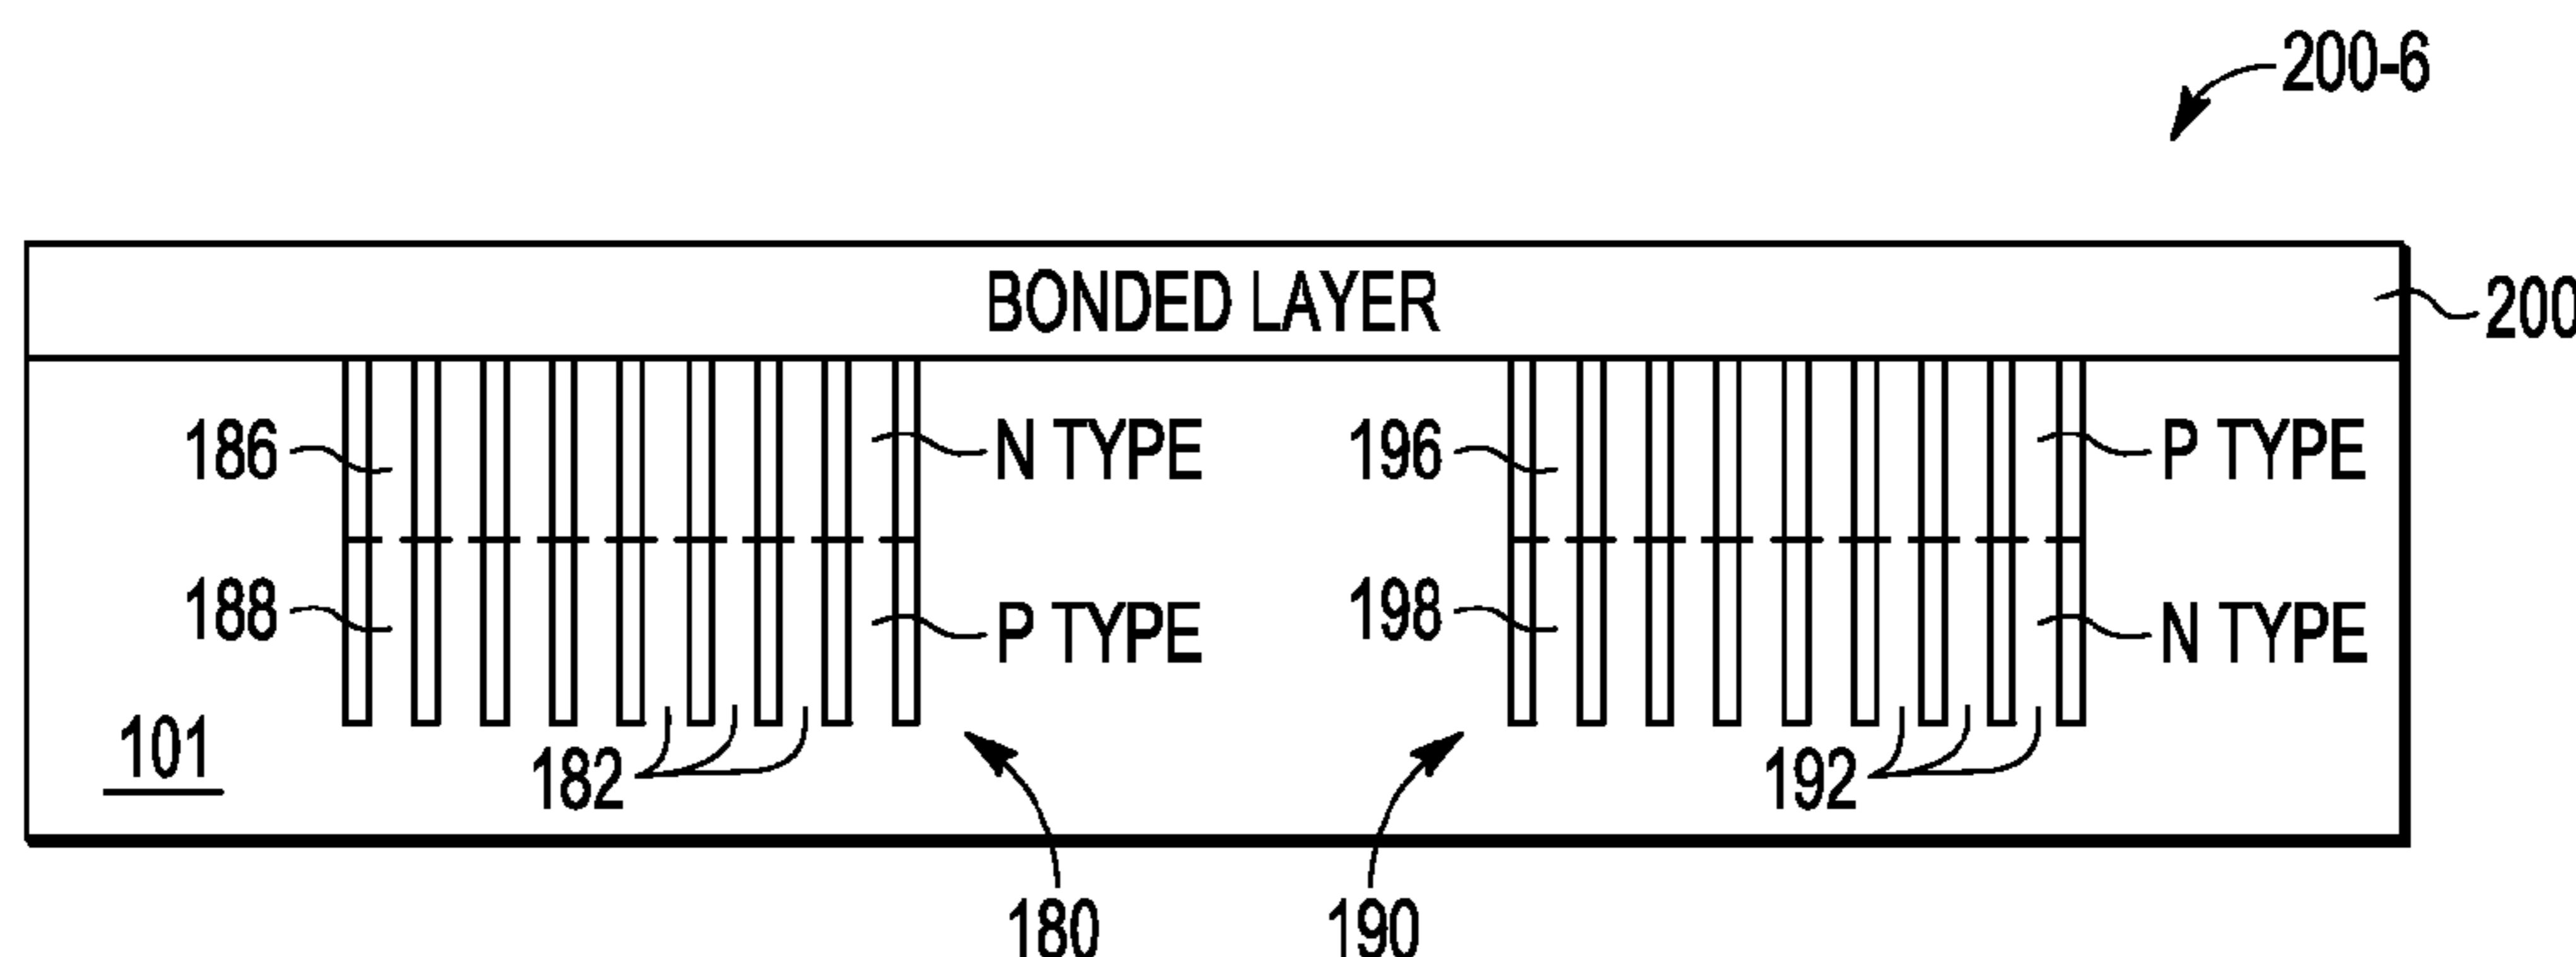 200-6
BONDED LAYER
200
186
N TYPE
196
P TYPE
188
P TYPE
198
N TYPE
101
182
192
180
190